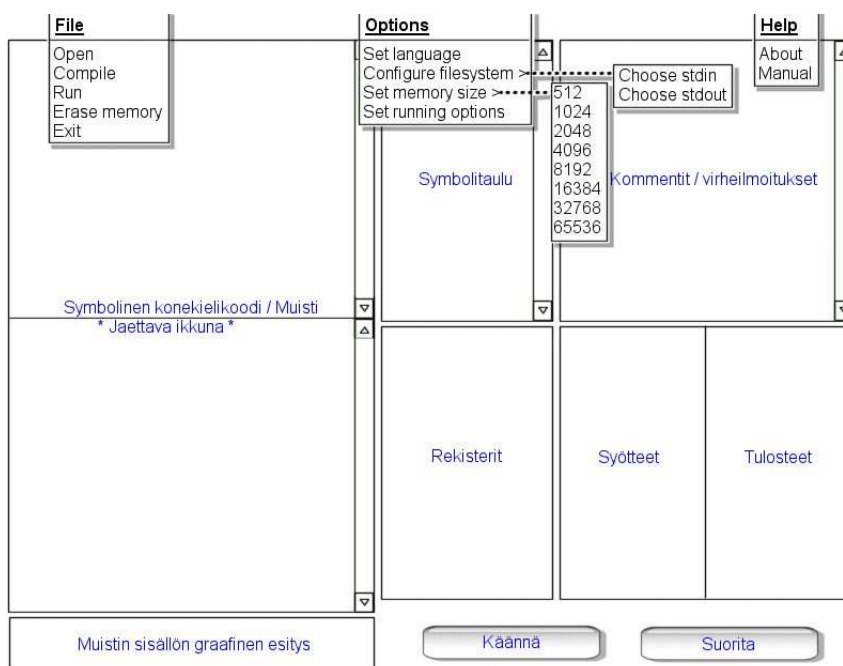 File
Open
Compile
Run
Erase memory
Exit
Options
Set language
Configure filesystem >
Set memory size >
Set running options
Choose stdin
Choose stdout
512
1024
2048
4096
8192
16384
32768
65536
Help
About
Manual
Symbolitaulu
Kommentit / virheilmoitukset
Symbolinen konekielikoodi / Muisti
* Jaettava ikkuna *
Rekisterit
Syötteet
Tulosteet
Muistin sisällön graafinen esitys
Käännä
Suorita